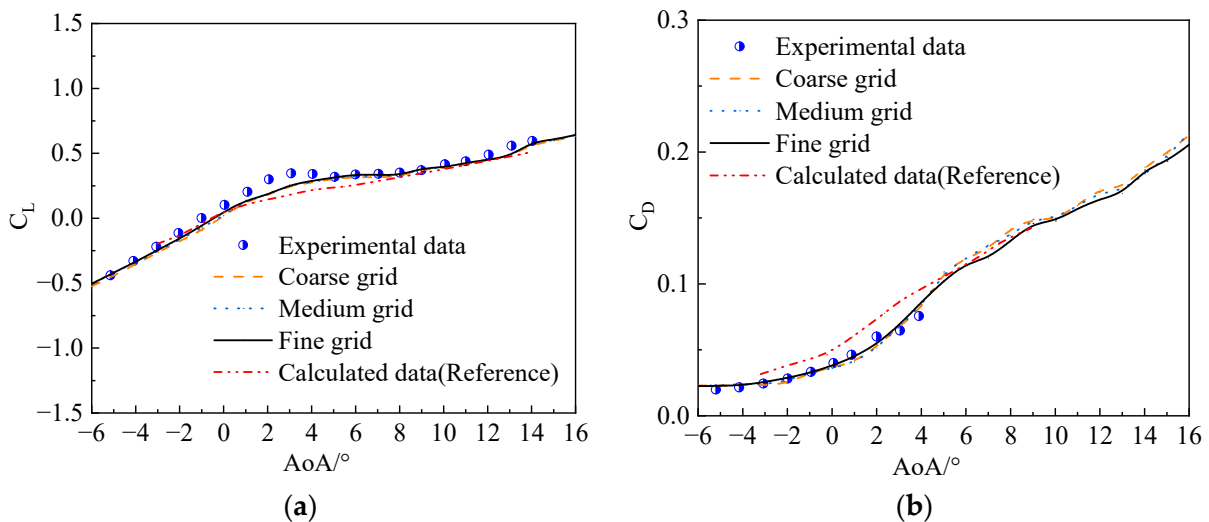 1.5
1.0
0.5
0.0
−0.5
−1.0
−1.5
C_L
Experimental data
Coarse grid
Medium grid
Fine grid
Calculated data(Reference)
−6 −4 −2 0 2 4 6 8 10 12 14 16
AoA/°
(a)
0.3
0.2
0.1
0.0
C_D
Experimental data
Coarse grid
Medium grid
Fine grid
Calculated data(Reference)
−6 −4 −2 0 2 4 6 8 10 12 14 16
AoA/°
(b)